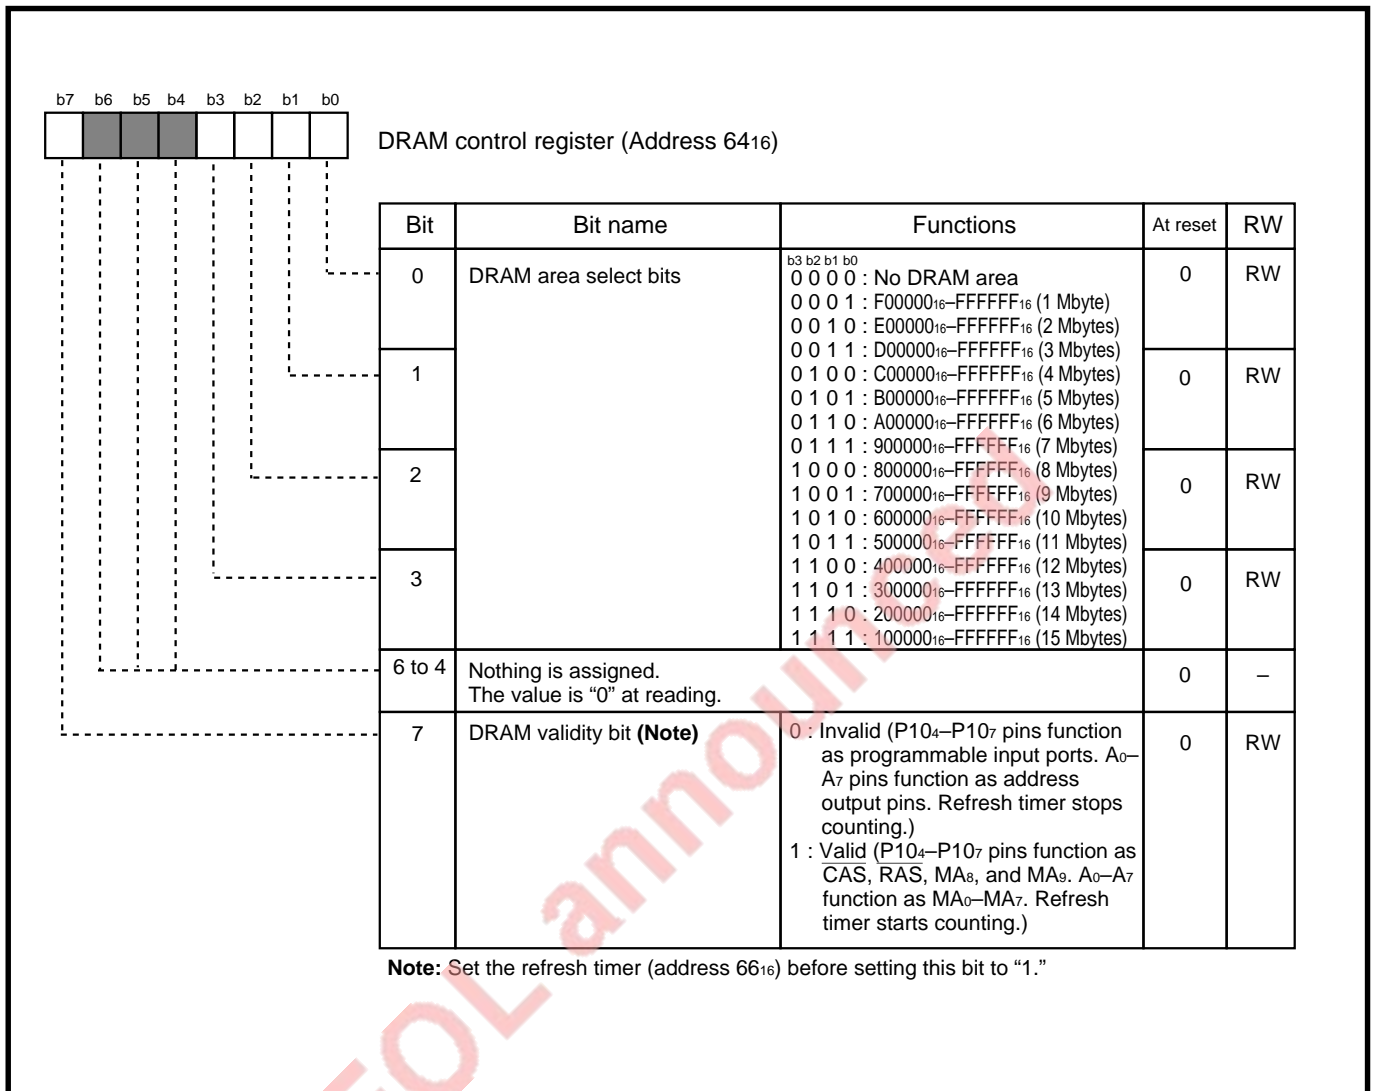 b7 b6 b5 b4 b3 b2 b1 b0
DRAM control register (Address 6416)
Bit Bit name Functions At reset RW
0 DRAM area select bits 0 RW
b3 b2 b1 b0
0 0 0 0 : No DRAM area
0 0 0 1 : F0000016–FFFFFF16 (1 Mbyte)
0 0 1 0 : E0000016–FFFFFF16 (2 Mbytes)
0 0 1 1 : D0000016–FFFFFF16 (3 Mbytes)
1 0 RW
0 1 0 0 : C0000016–FFFFFF16 (4 Mbytes)
0 1 0 1 : B0000016–FFFFFF16 (5 Mbytes)
0 1 1 0 : A0000016–FFFFFF16 (6 Mbytes)
0 1 1 1 : 90000016–FFFFFF16 (7 Mbytes)
2 0 RW
1 0 0 0 : 80000016–FFFFFF16 (8 Mbytes)
1 0 0 1 : 70000016–FFFFFF16 (9 Mbytes)
1 0 1 0 : 60000016–FFFFFF16 (10 Mbytes)
1 0 1 1 : 50000016–FFFFFF16 (11 Mbytes)
3 0 RW
1 1 0 0 : 40000016–FFFFFF16 (12 Mbytes)
1 1 0 1 : 30000016–FFFFFF16 (13 Mbytes)
1 1 1 0 : 20000016–FFFFFF16 (14 Mbytes)
1 1 1 1 : 10000016–FFFFFF16 (15 Mbytes)
6 to 4 Nothing is assigned. 0 –
The value is “0” at reading.
7 DRAM validity bit (Note) 0 RW
0 : Invalid (P104–P107 pins function
as programmable input ports. A0–
A7 pins function as address
output pins. Refresh timer stops
counting.)
1 : Valid (P104–P107 pins function as
CAS, RAS, MA8, and MA9. A0–A7
function as MA0–MA7. Refresh
timer starts counting.)
Note: Set the refresh timer (address 6616) before setting this bit to “1.”
EOL announced